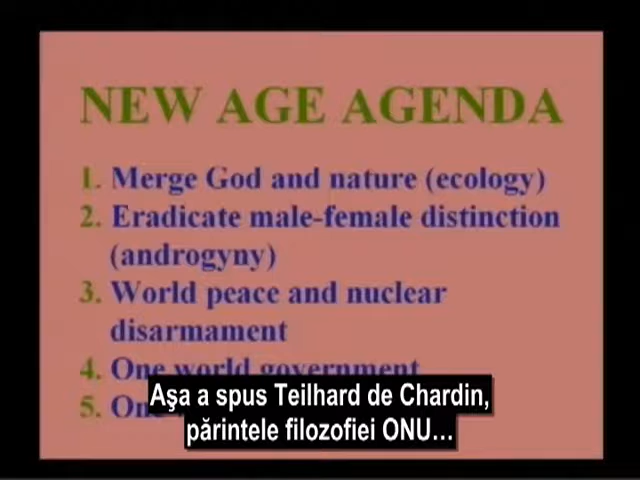 NEW AGE AGENDA
1. Merge God and nature (ecology)
2. Eradicate male-female distinction
(androgyny)
3. World peace and nuclear
disarmament
4. One world government
5.
Aşa a spus Teilhard de Chardin,
părintele filozofiei ONU...